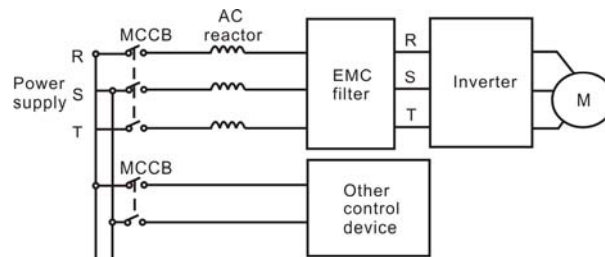 AC
MCCB reactor
R
Power supply
S
T
EMC filter
R
S
T
Inverter
M
MCCB
Other
control
device